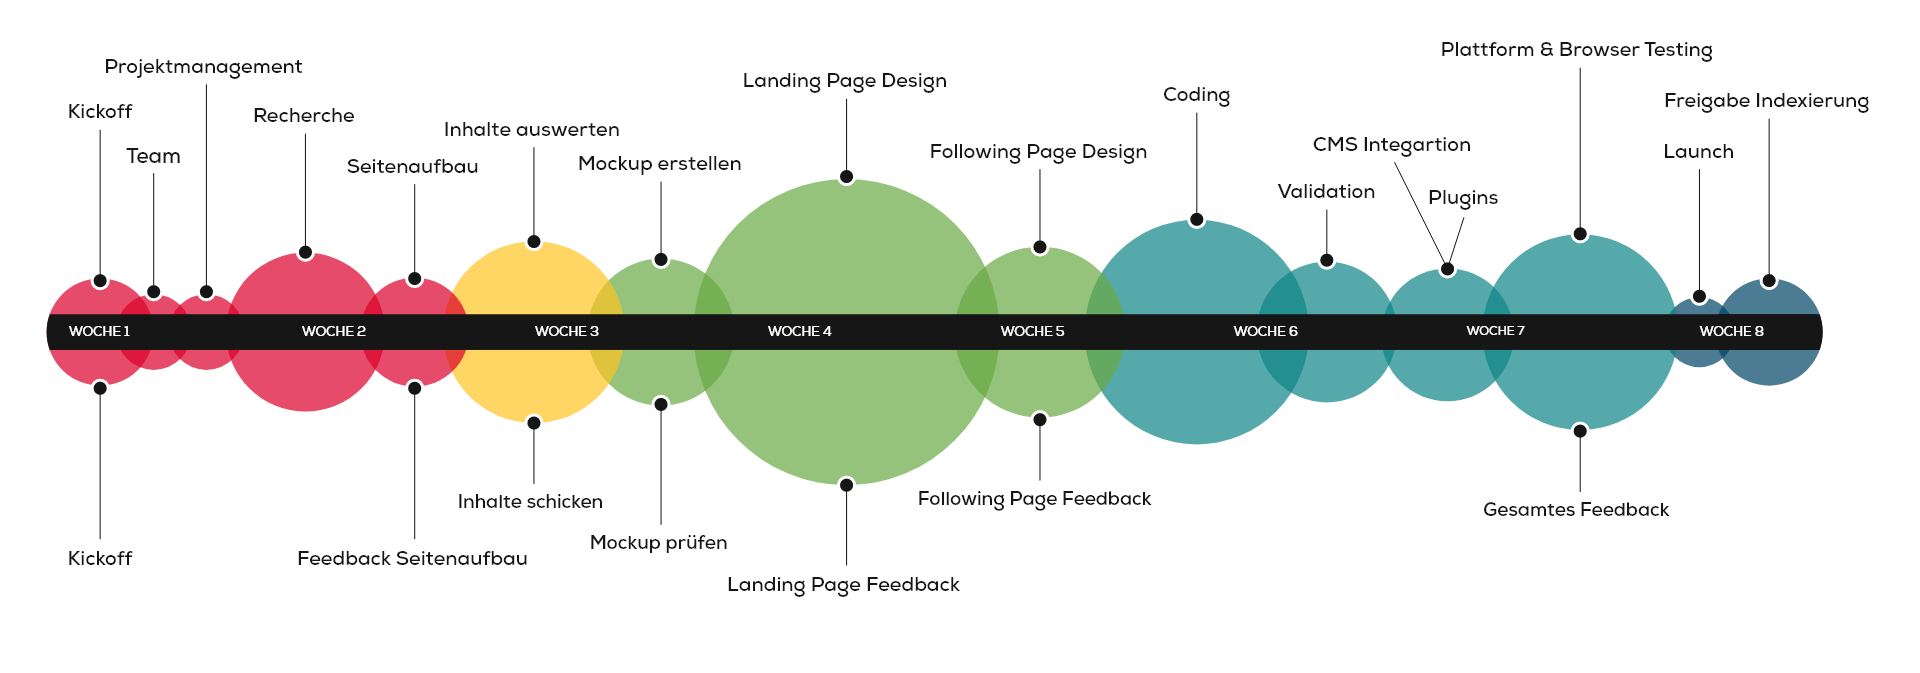 Projektmanagement
Kickoff
Team
Recherche
Seitenaufbau
Inhalte auswerten
Mockup erstellen
Landing Page Design
Following Page Design
Coding
Validation
CMS Integartion
Plugins
Plattform & Browser Testing
Launch
Freigabe Indexierung
WOCHE 1
WOCHE 2
WOCHE 3
WOCHE 4
WOCHE 5
WOCHE 6
WOCHE 7
WOCHE 8
Kickoff
Feedback Seitenaufbau
Inhalte schicken
Mockup prüfen
Landing Page Feedback
Following Page Feedback
Gesamtes Feedback